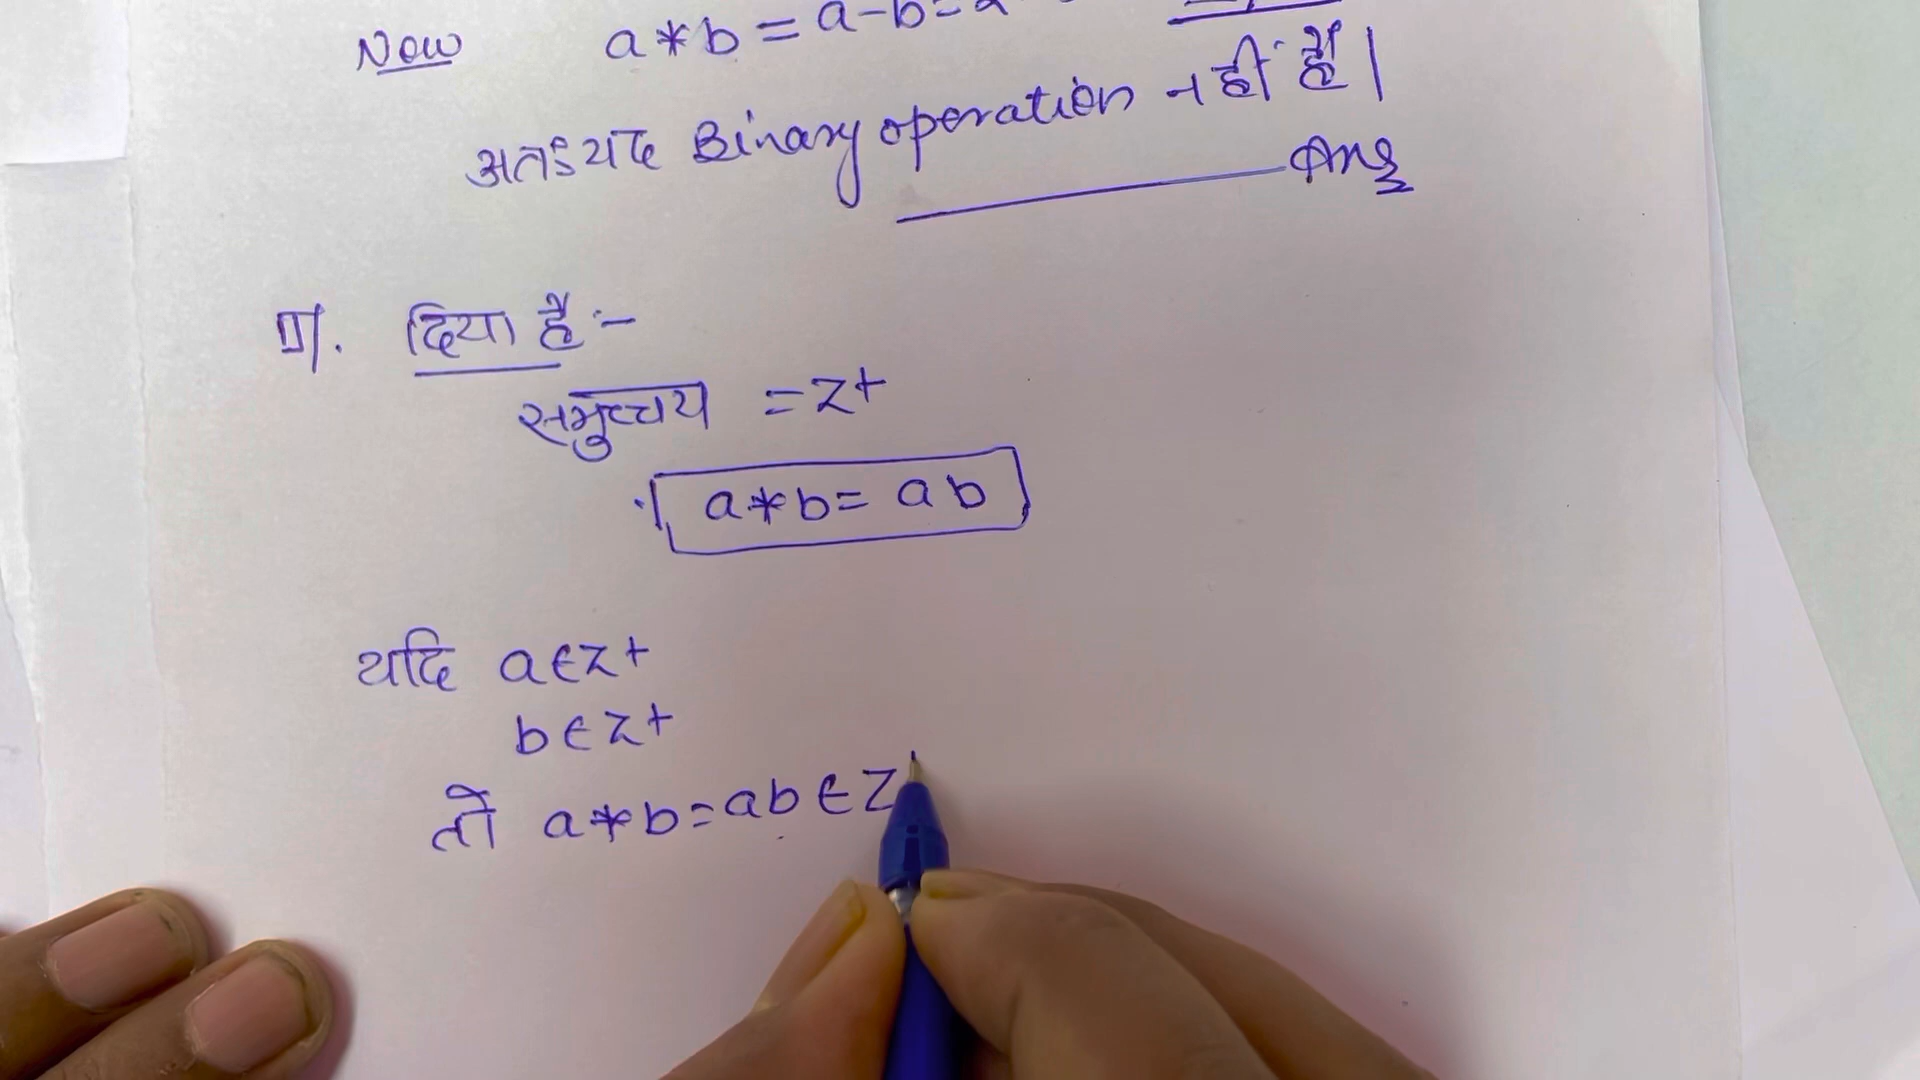 Now a*b = a-b=
अतः यह Binary operation नहीं है।
Ans
II. दिया है :-
समुच्चय = Z+
a*b = ab
यदि a∈Z+
b∈Z+
तो a*b=ab∈Z